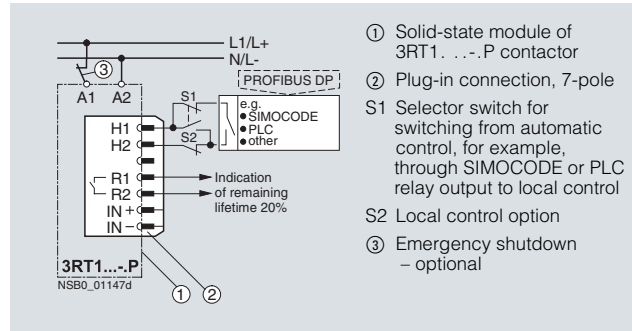 L1/L+
N/L-
③
PROFIBUS DP
A1 A2
S1
e.g.
● SIMOCODE
● PLC
● other
H1
H2
S2
R1
R2
Indication
of remaining
lifetime 20%
IN +
IN –
3RT1...-.P
NSB0_01147d
① ②
① Solid-state module of
3RT1. . .-.P contactor
② Plug-in connection, 7-pole
S1 Selector switch for
switching from automatic
control, for example,
through SIMOCODE or PLC
relay output to local control
S2 Local control option
③ Emergency shutdown
– optional